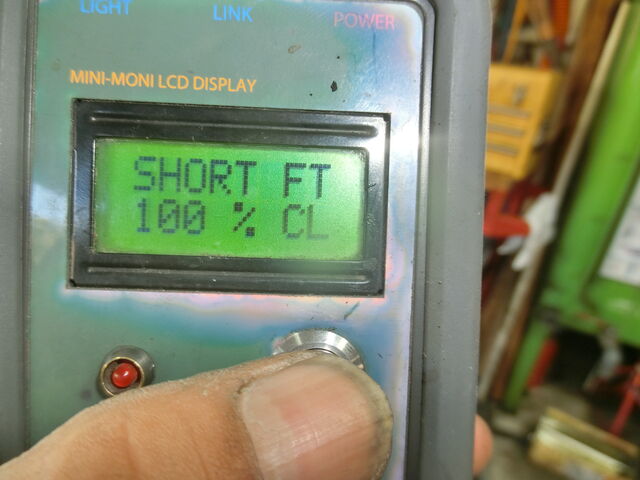 LIGHT LINK POWER
MINI-MONI LCD DISPLAY
SHORT FT
100 % CL